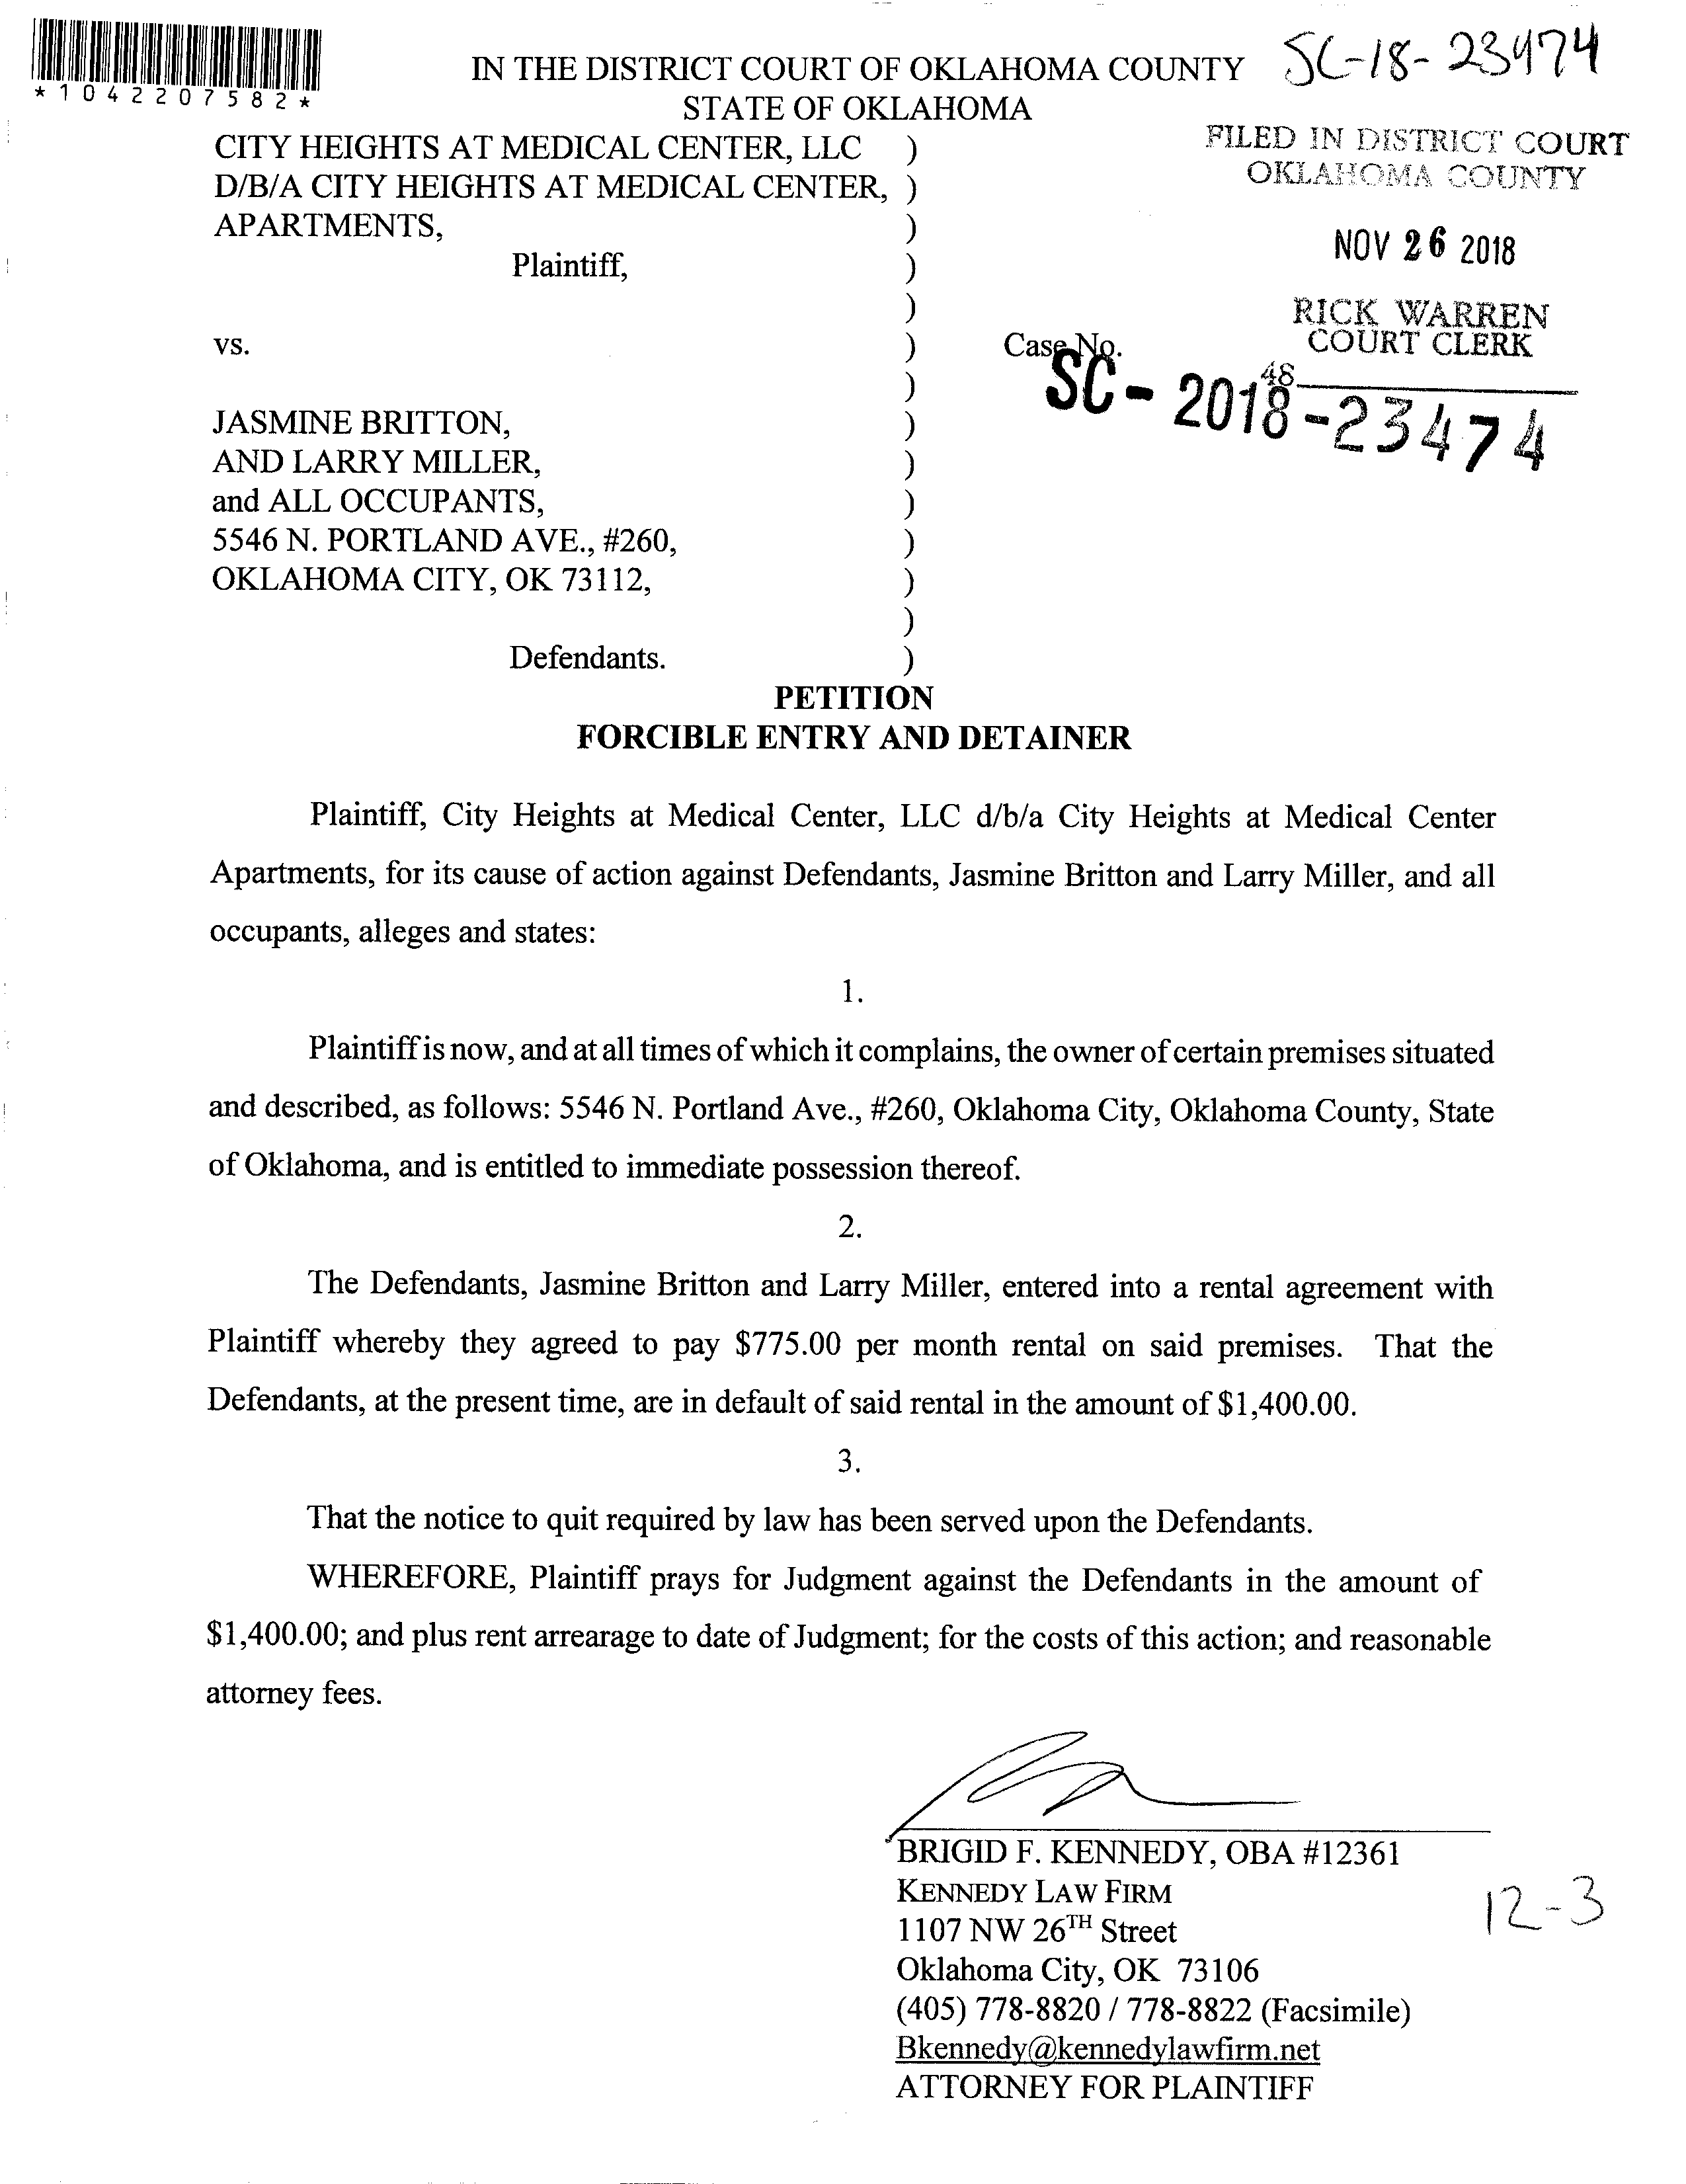 SC-18-23474
*1042207582*
IN THE DISTRICT COURT OF OKLAHOMA COUNTY
STATE OF OKLAHOMA
FILED IN DISTRICT COURT
OKLAHOMA COUNTY
NOV 26 2018
RICK WARREN
COURT CLERK
48
CITY HEIGHTS AT MEDICAL CENTER, LLC )
D/B/A CITY HEIGHTS AT MEDICAL CENTER, )
APARTMENTS, )
Plaintiff, )
)
vs. ) Case No.
SC-2018-23474
)
JASMINE BRITTON, )
AND LARRY MILLER, )
and ALL OCCUPANTS, )
5546 N. PORTLAND AVE., #260, )
OKLAHOMA CITY, OK 73112, )
)
Defendants. )
PETITION
FORCIBLE ENTRY AND DETAINER
Plaintiff, City Heights at Medical Center, LLC d/b/a City Heights at Medical Center
Apartments, for its cause of action against Defendants, Jasmine Britton and Larry Miller, and all
occupants, alleges and states:
1.
Plaintiff is now, and at all times of which it complains, the owner of certain premises situated
and described, as follows: 5546 N. Portland Ave., #260, Oklahoma City, Oklahoma County, State
of Oklahoma, and is entitled to immediate possession thereof.
2.
The Defendants, Jasmine Britton and Larry Miller, entered into a rental agreement with
Plaintiff whereby they agreed to pay $775.00 per month rental on said premises. That the
Defendants, at the present time, are in default of said rental in the amount of $1,400.00.
3.
That the notice to quit required by law has been served upon the Defendants.
WHEREFORE, Plaintiff prays for Judgment against the Defendants in the amount of
$1,400.00; and plus rent arrearage to date of Judgment; for the costs of this action; and reasonable
attorney fees.
BRIGID F. KENNEDY, OBA #12361
KENNEDY LAW FIRM
1107 NW 26TH Street
Oklahoma City, OK 73106
(405) 778-8820 / 778-8822 (Facsimile)
Bkennedy@kennedylawfirm.net
ATTORNEY FOR PLAINTIFF
12-3